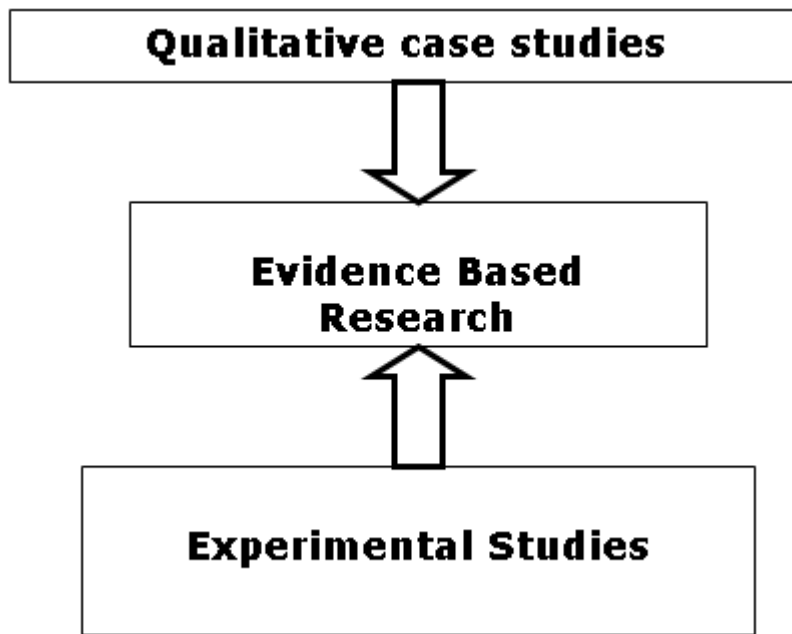 Qualitative case studies
Evidence Based
Research
Experimental Studies